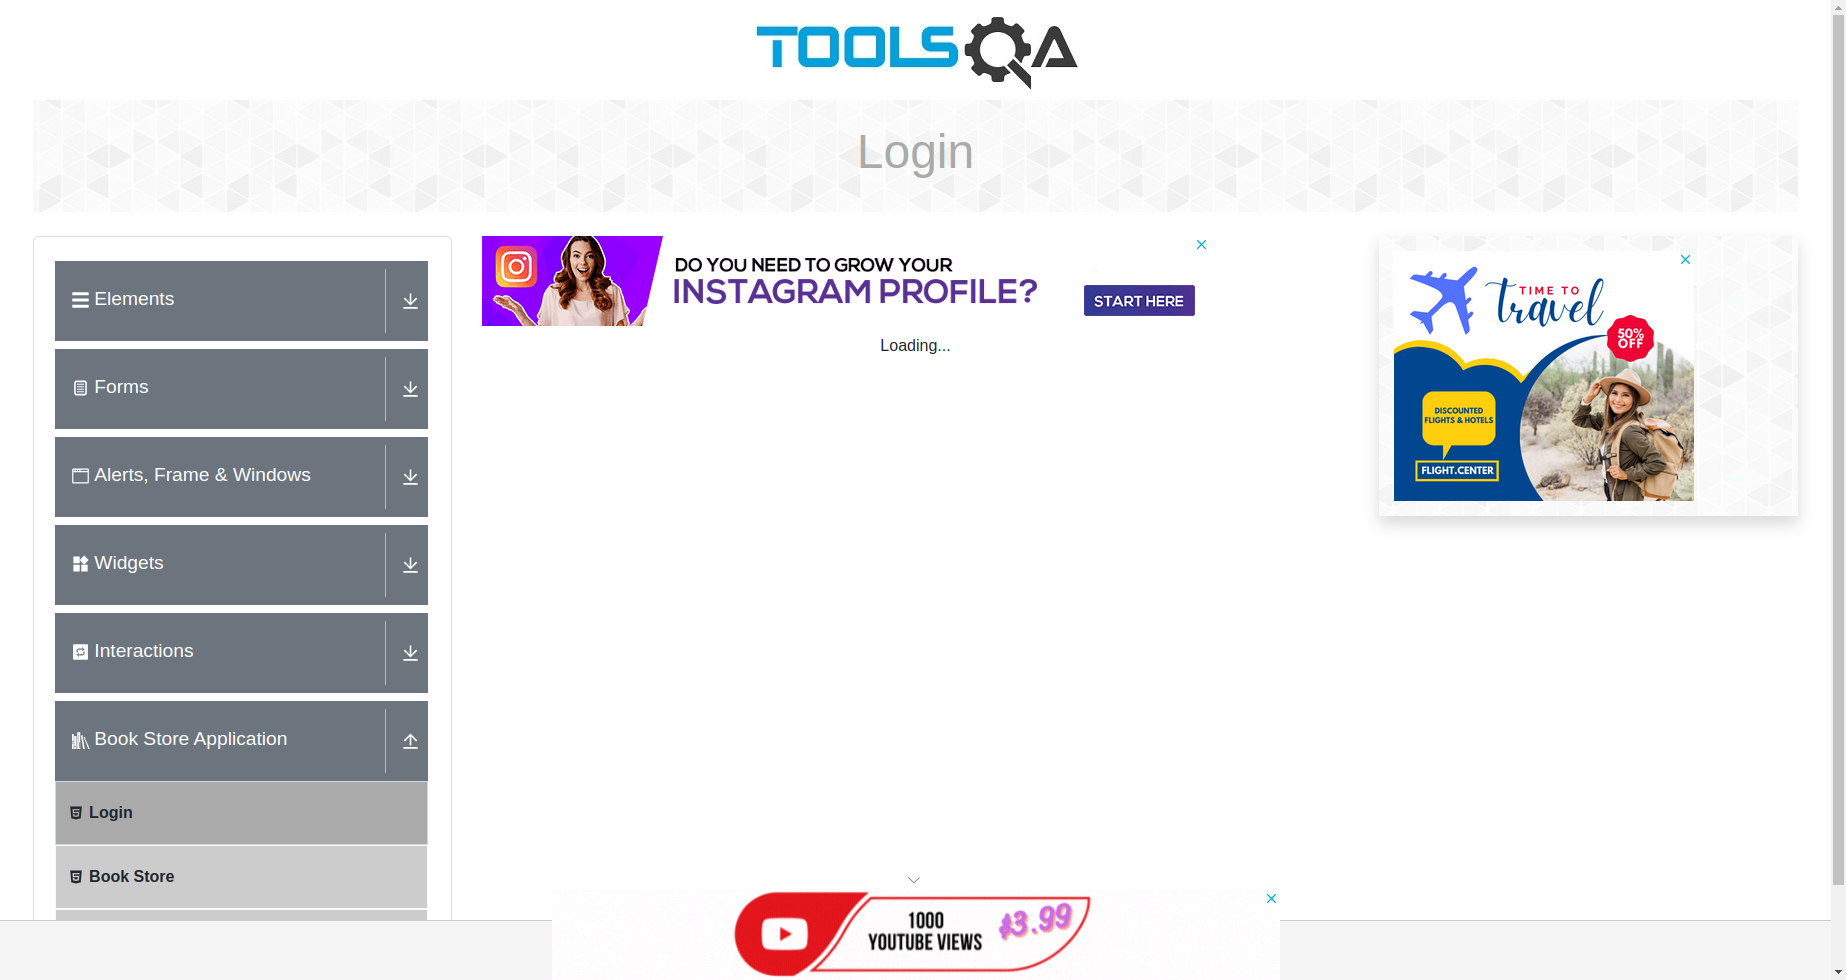 TOOLSQA
Login
Elements
Forms
Alerts, Frame & Windows
Widgets
Interactions
Book Store Application
Login
Book Store
DO YOU NEED TO GROW YOUR
INSTAGRAM PROFILE?
START HERE
Loading...
TIME TO
travel
50%
OFF
DISCOUNTED
FLIGHTS & HOTELS
FLIGHT.CENTER
1000
YOUTUBE VIEWS
$3.99